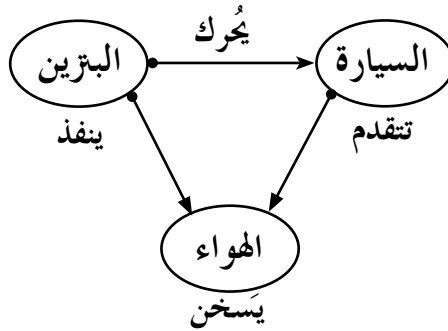 يُحرك
السيارة
البنزين
تتقدم
ينفذ
الهواء
يَسخن